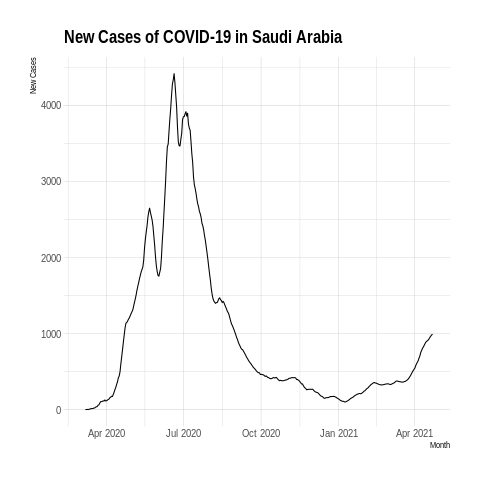 New Cases of COVID-19 in Saudi Arabia
New Cases
4000
3000
2000
1000
0
Apr 2020 Jul 2020 Oct 2020 Jan 2021 Apr 2021
Month